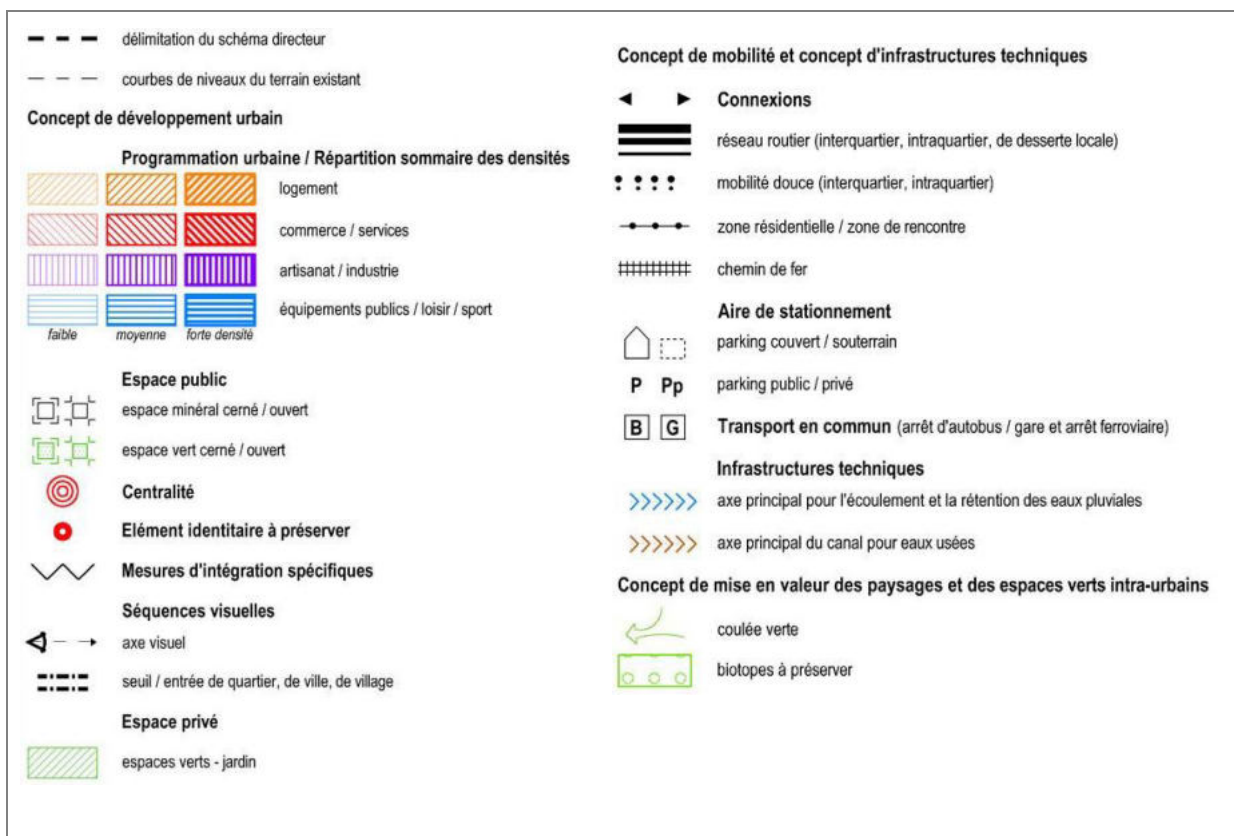 délimitation du schéma directeur
courbes de niveaux du terrain existant
Concept de développement urbain
Programmation urbaine / Répartition sommaire des densités
logement
commerce / services
artisanat / industrie
équipements publics / loisir / sport
faible moyenne forte densité
Espace public
espace minéral cerné / ouvert
espace vert cerné / ouvert
Centralité
Elément identitaire à préserver
Mesures d'intégration spécifiques
Séquences visuelles
axe visuel
seuil / entrée de quartier, de ville, de village
Espace privé
espaces verts - jardin
Concept de mobilité et concept d'infrastructures techniques
Connexions
réseau routier (interquartier, intraquartier, de desserte locale)
mobilité douce (interquartier, intraquartier)
zone résidentielle / zone de rencontre
chemin de fer
Aire de stationnement
parking couvert / souterrain
P Pp parking public / privé
B G Transport en commun (arrêt d'autobus / gare et arrêt ferroviaire)
Infrastructures techniques
axe principal pour l'écoulement et la rétention des eaux pluviales
axe principal du canal pour eaux usées
Concept de mise en valeur des paysages et des espaces verts intra-urbains
coulée verte
biotopes à préserver